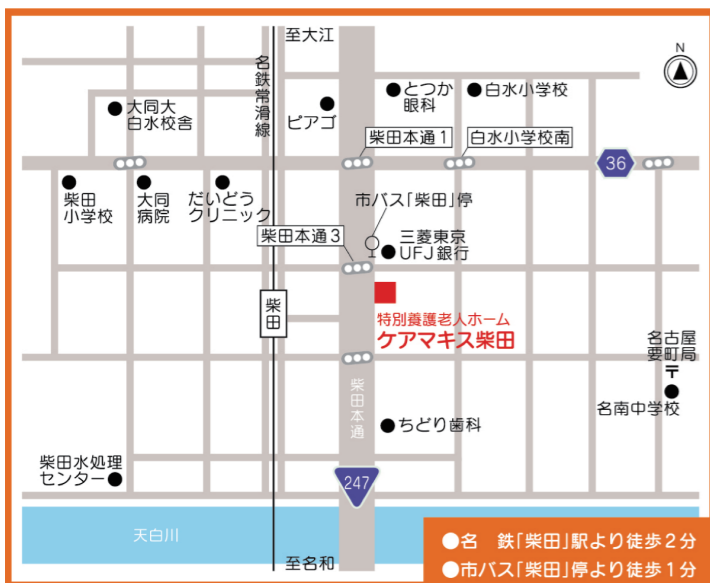 至大江
N
名鉄常滑線
大同大
白水校舎
ピアゴ
とつか
眼科
白水小学校
柴田本通1
白水小学校南
36
柴田
小学校
大同
病院
だいどう
クリニック
市バス「柴田」停
柴田本通3
三菱東京
UFJ銀行
柴田
特別養護老人ホーム
ケアマキス柴田
名古屋
要町局
〒
名南中学校
柴田本通
ちどり歯科
柴田水処理
センター
247
天白川
至名和
●名 鉄「柴田」駅より徒歩2分
●市バス「柴田」停より徒歩1分